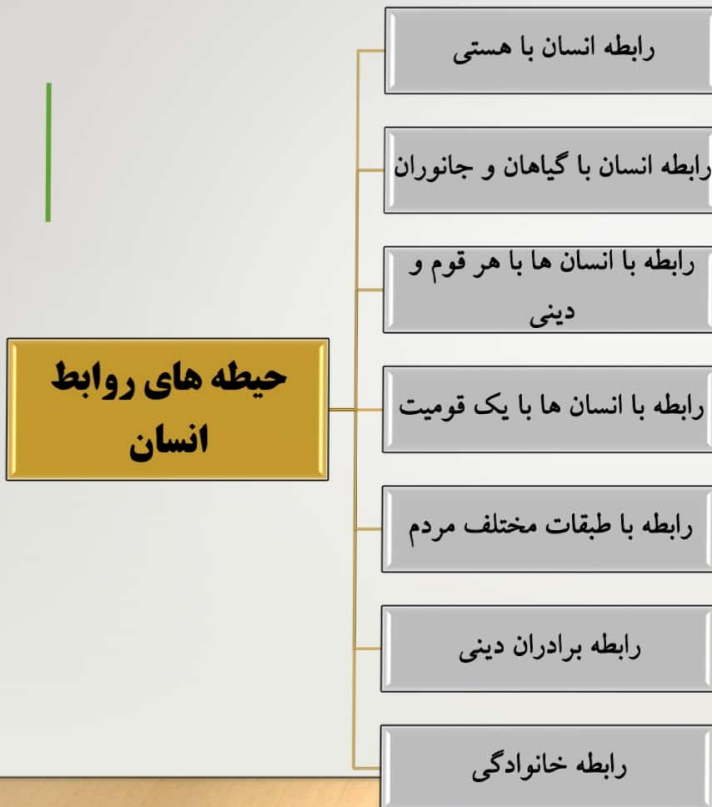 رابطه انسان با هستی
رابطه انسان با گیاهان و جانوران
رابطه با انسان ها با هر قوم و
دینی
حیطه های روابط
انسان
رابطه با انسان ها با یک قومیت
رابطه با طبقات مختلف مردم
رابطه برادران دینی
رابطه خانوادگی